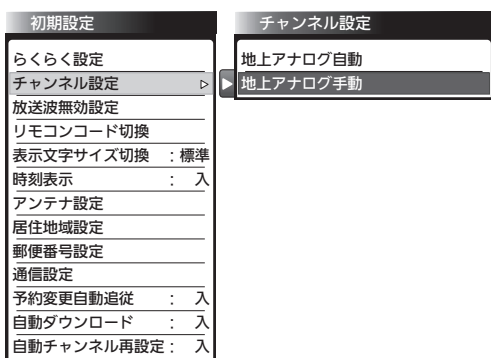 初期設定
らくらく設定
チャンネル設定
放送波無効設定
リモコンコード切換
表示文字サイズ切換 : 標準
時刻表示 : 入
アンテナ設定
居住地域設定
郵便番号設定
通信設定
予約変更自動追従 : 入
自動ダウンロード : 入
自動チャンネル再設定 : 入
チャンネル設定
地上アナログ自動
地上アナログ手動